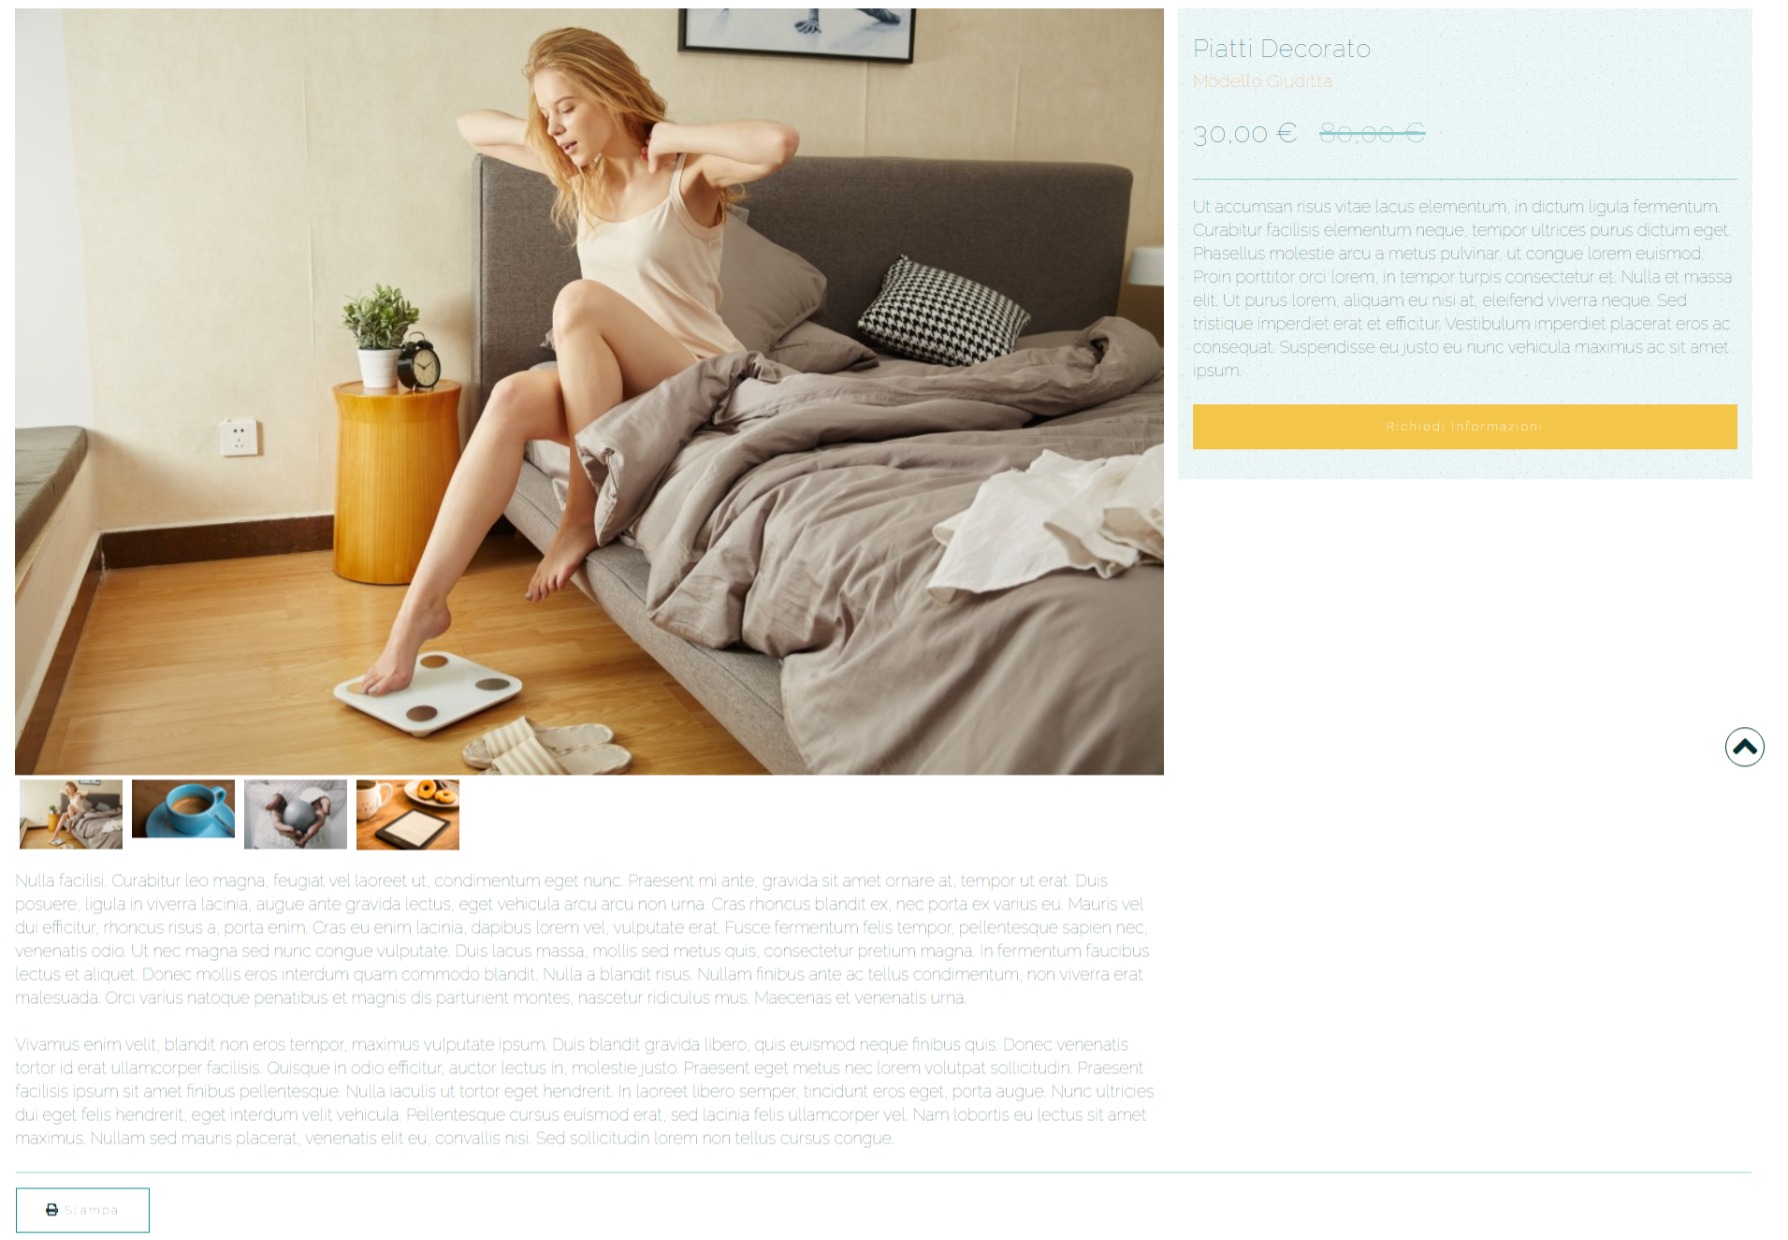 Piatti Decorato
Modello Giuditta
30,00 € 80,00 €
Ut accumsan risus vitae lacus elementum, in dictum ligula fermentum.
Curabitur facilisis elementum neque, tempor ultrices purus dictum eget.
Phasellus molestie arcu a metus pulvinar, ut congue lorem euismod.
Proin porttitor orci lorem, in tempor turpis consectetur et. Nulla et massa
elit. Ut purus lorem, aliquam eu nisi at, eleifend viverra neque. Sed
tristique imperdiet erat et efficitur. Vestibulum imperdiet placerat eros ac
consequat. Suspendisse eu justo eu nunc vehicula maximus ac sit amet
ipsum.
Richiedi Informazioni
Nulla facilisi. Curabitur leo magna, feugiat vel laoreet ut, condimentum eget nunc. Praesent mi ante, gravida sit amet ornare at, tempor ut erat. Duis
posuere, ligula in viverra lacinia, augue ante gravida lectus, eget vehicula arcu arcu non urna. Cras rhoncus blandit ex, nec porta ex varius eu. Mauris vel
dui efficitur, rhoncus risus a, porta enim. Cras eu enim lacinia, dapibus lorem vel, vulputate erat. Fusce fermentum felis tempor, pellentesque sapien nec,
venenatis odio. Ut nec magna sed nunc congue vulputate. Duis lacus massa, mollis sed metus quis, consectetur pretium magna. In fermentum faucibus
lectus et aliquet. Donec mollis eros interdum quam commodo blandit. Nulla a blandit risus. Nullam finibus ante ac tellus condimentum, non viverra erat
malesuada. Orci varius natoque penatibus et magnis dis parturient montes, nascetur ridiculus mus. Maecenas et venenatis urna.
Vivamus enim velit, blandit non eros tempor, maximus vulputate ipsum. Duis blandit gravida libero, quis euismod neque finibus quis. Donec venenatis
tortor id erat ullamcorper facilisis. Quisque in odio efficitur, auctor lectus in, molestie justo. Praesent eget metus nec lorem volutpat sollicitudin. Praesent
facilisis ipsum sit amet finibus pellentesque. Nulla iaculis ut tortor eget hendrerit. In laoreet libero semper, tincidunt eros eget, porta augue. Nunc ultricies
dui eget felis hendrerit, eget interdum velit vehicula. Pellentesque cursus euismod erat, sed lacinia felis ullamcorper vel. Nam lobortis eu lectus sit amet
maximus. Nullam sed mauris placerat, venenatis elit eu, convallis nisi. Sed sollicitudin lorem non tellus cursus congue.
Stampa